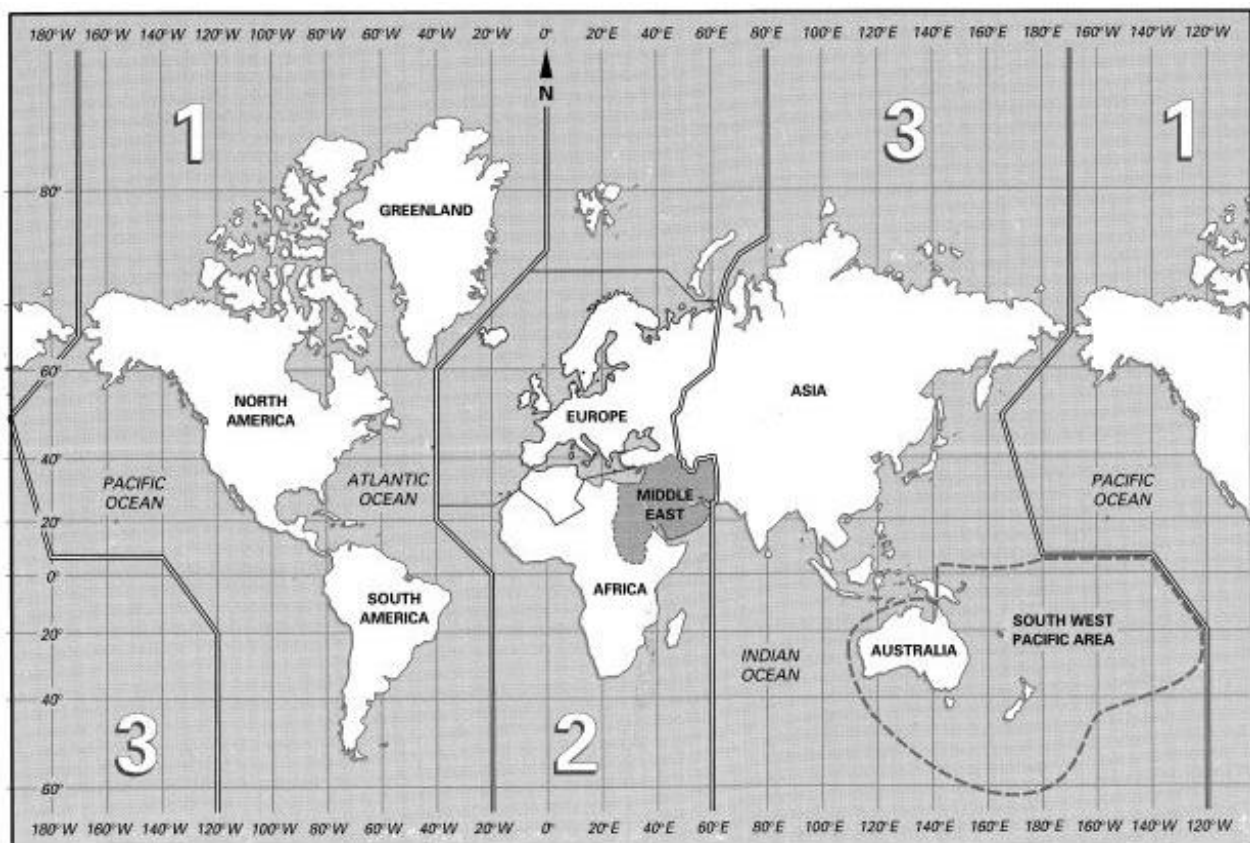 180°W 160°W 140°W 120°W 100°W 80°W 60°W 40°W 20°W 0° 20°E 40°E 60°E 80°E 100°E 120°E 140°E 160°E 180°E 160°W 140°W 120°W
N
1
3
1
80°
GREENLAND
60°
NORTH
AMERICA
EUROPE
ASIA
40°
PACIFIC
OCEAN
ATLANTIC
OCEAN
MIDDLE
EAST
PACIFIC
OCEAN
20°
0°
SOUTH
AMERICA
AFRICA
SOUTH WEST
PACIFIC AREA
20°
INDIAN
OCEAN
AUSTRALIA
40°
3
2
60°
180°W 160°W 140°W 120°W 100°W 80°W 60°W 40°W 20°W 0° 20°E 40°E 60°E 80°E 100°E 120°E 140°E 160°E 180°E 160°W 140°W 120°W